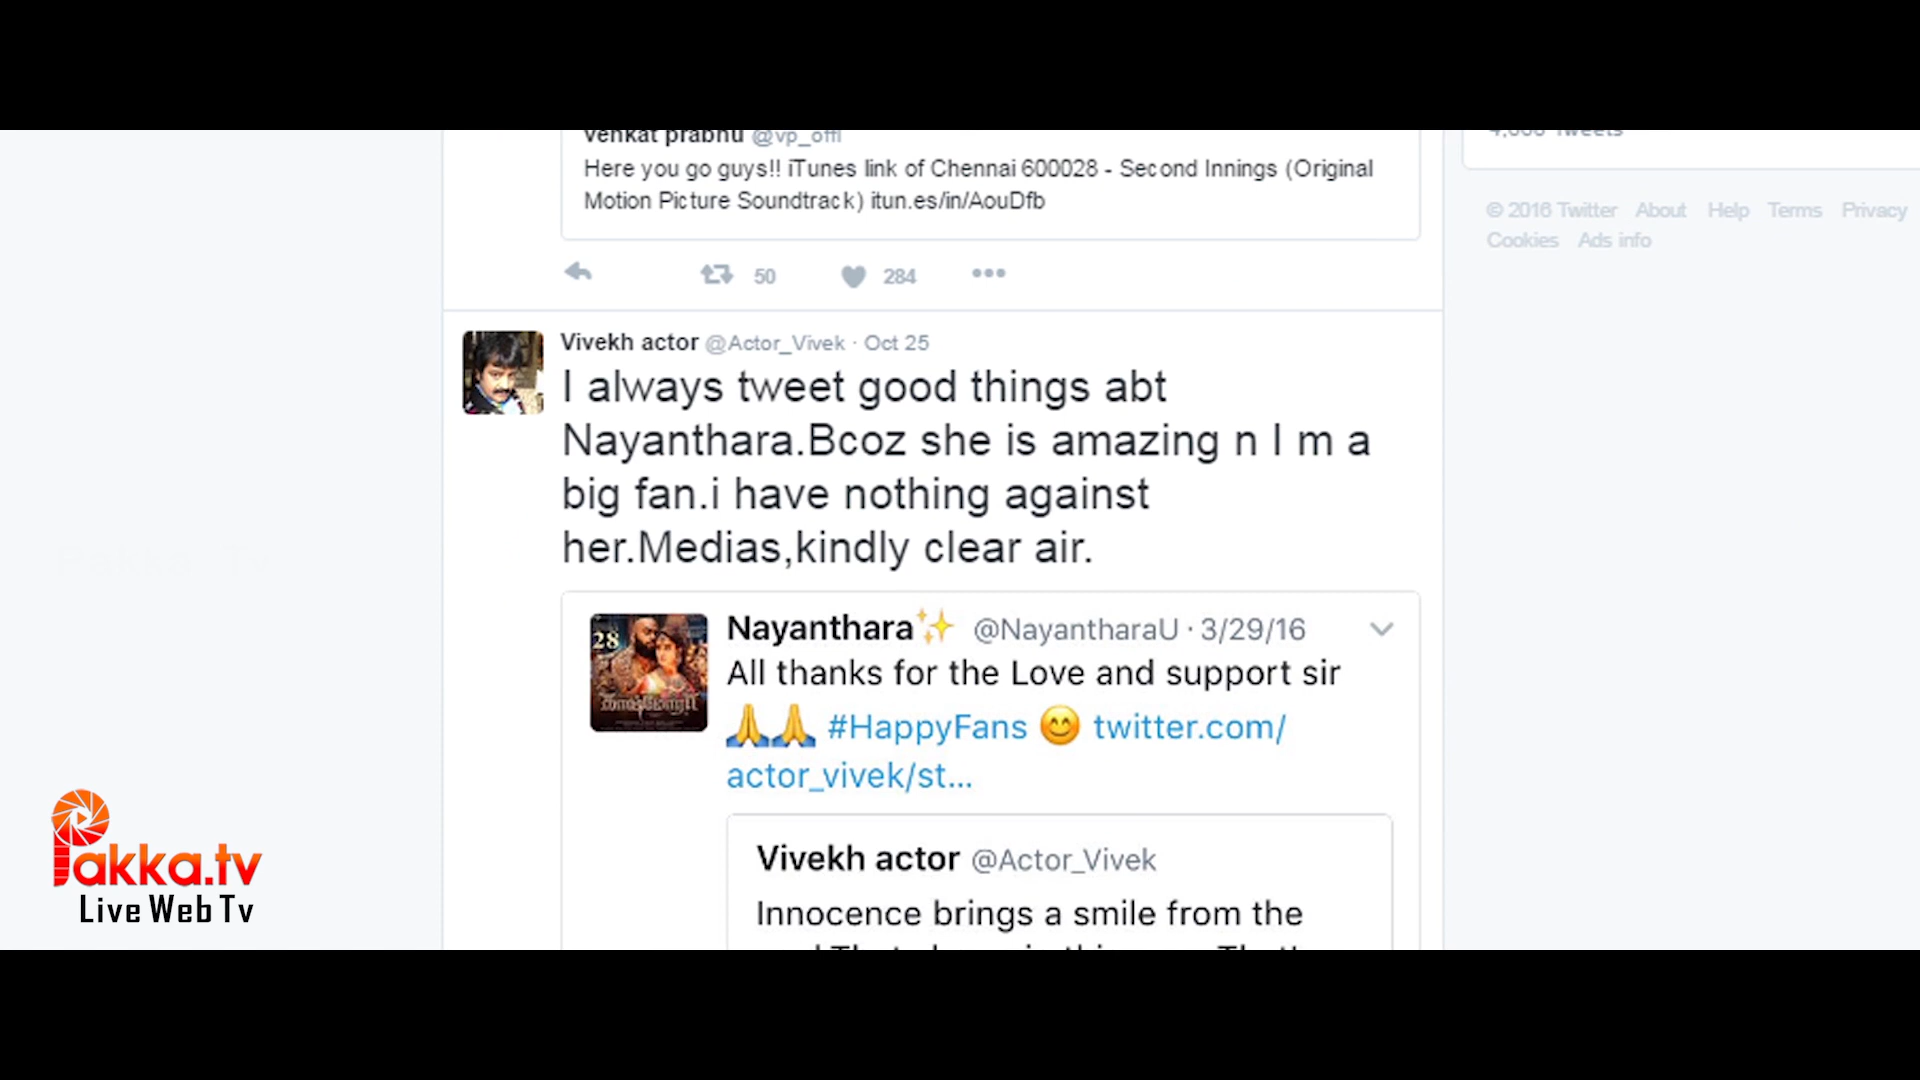 Venkat prabhu @vp_offl
Here you go guys!! iTunes link of Chennai 600028 - Second Innings (Original
Motion Picture Soundtrack) itun.es/in/AouDfb
50 284
Tweets
© 2016 Twitter About Help Terms Privacy
Cookies Ads info
Vivekh actor @Actor_Vivek · Oct 25
I always tweet good things abt
Nayanthara.Bcoz she is amazing n I m a
big fan.i have nothing against
her.Medias,kindly clear air.
28
Nayanthara✨ @NayantharaU · 3/29/16
All thanks for the Love and support sir
🙏🙏 #HappyFans 😊 twitter.com/
actor_vivek/st...
Vivekh actor @Actor_Vivek
Innocence brings a smile from the
Pakka.tv
Live Web Tv